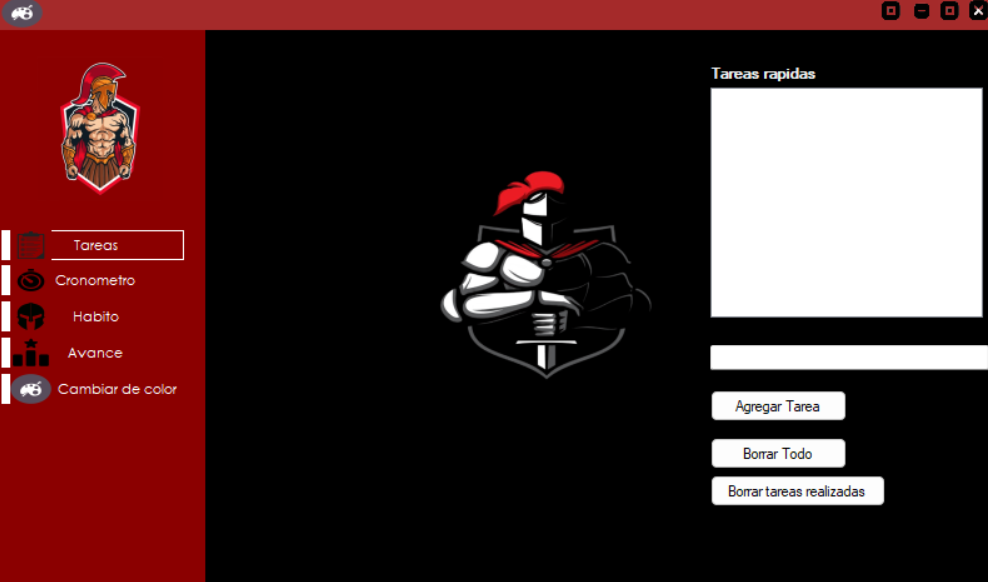 Tareas
Cronometro
Habito
Avance
Cambiar de color
Tareas rapidas
Agregar Tarea
Borrar Todo
Borrar tareas realizadas